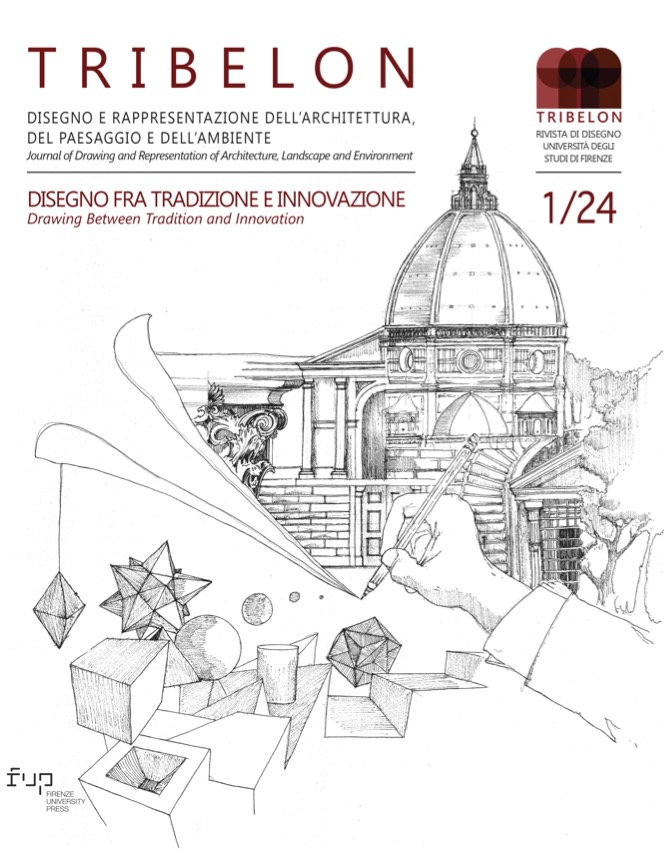 TRIBELON
DISEGNO E RAPPRESENTAZIONE DELL'ARCHITETTURA,
DEL PAESAGGIO E DELL'AMBIENTE
Journal of Drawing and Representation of Architecture, Landscape and Environment
DISEGNO FRA TRADIZIONE E INNOVAZIONE
Drawing Between Tradition and Innovation
TRIBELON
RIVISTA DI DISEGNO
UNIVERSITÀ DEGLI
STUDI DI FIRENZE
1/24
fup
FIRENZE
UNIVERSITY
PRESS